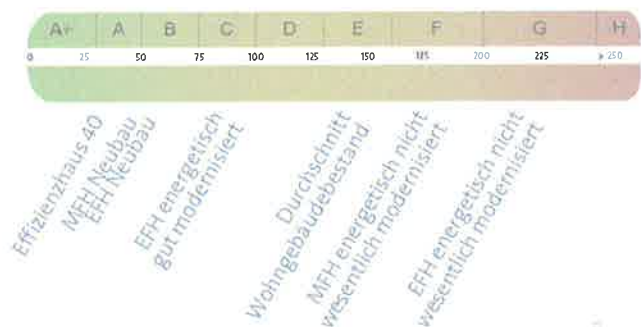 A+ A B C D E F G H
0 25 50 75 100 125 150 175 200 225 > 250
Effizienzhaus 40
MFH Neubau
EFH Neubau
EFH energetisch
gut modernisiert
Durchschnitt
Wohngebäudebestand
MFH energetisch nicht
wesentlich modernisiert
EFH energetisch nicht
wesentlich modernisiert